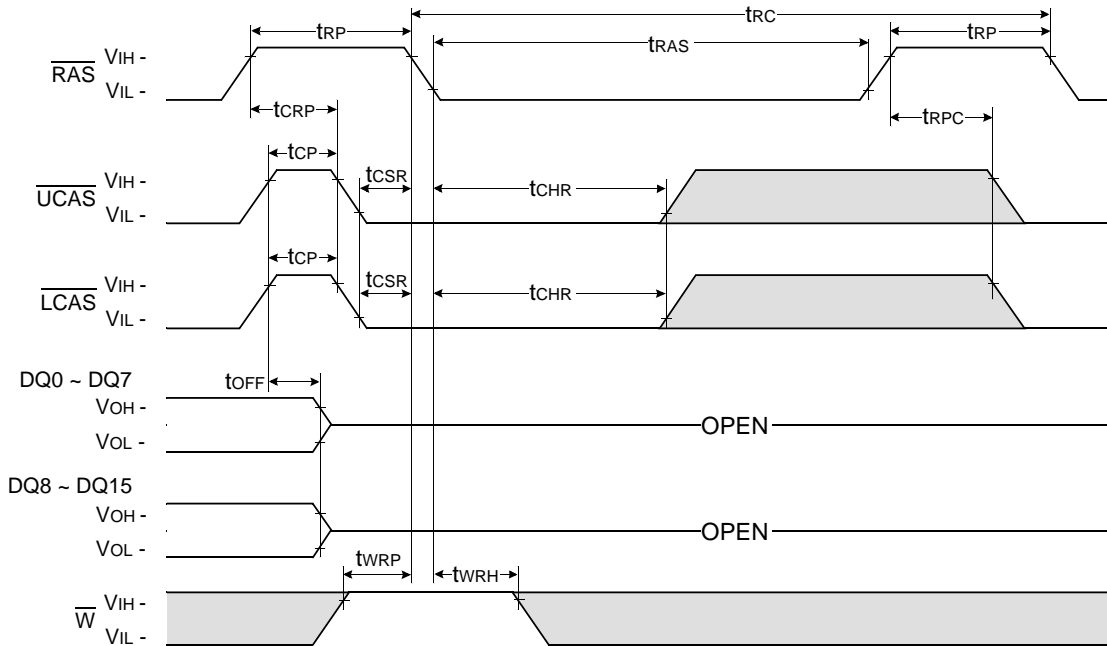 tRC
tRP tRP
tRAS
RAS VIH -
VIL -
tCRP tRPC
tCP
tCSR
UCAS VIH -
tCHR
VIL -
tCP
tCSR
LCAS VIH -
tCHR
VIL -
DQ0 ~ DQ7 tOFF
VOH -
OPEN
VOL -
DQ8 ~ DQ15
VOH -
OPEN
VOL -
tWRP tWRH
W VIH -
VIL -